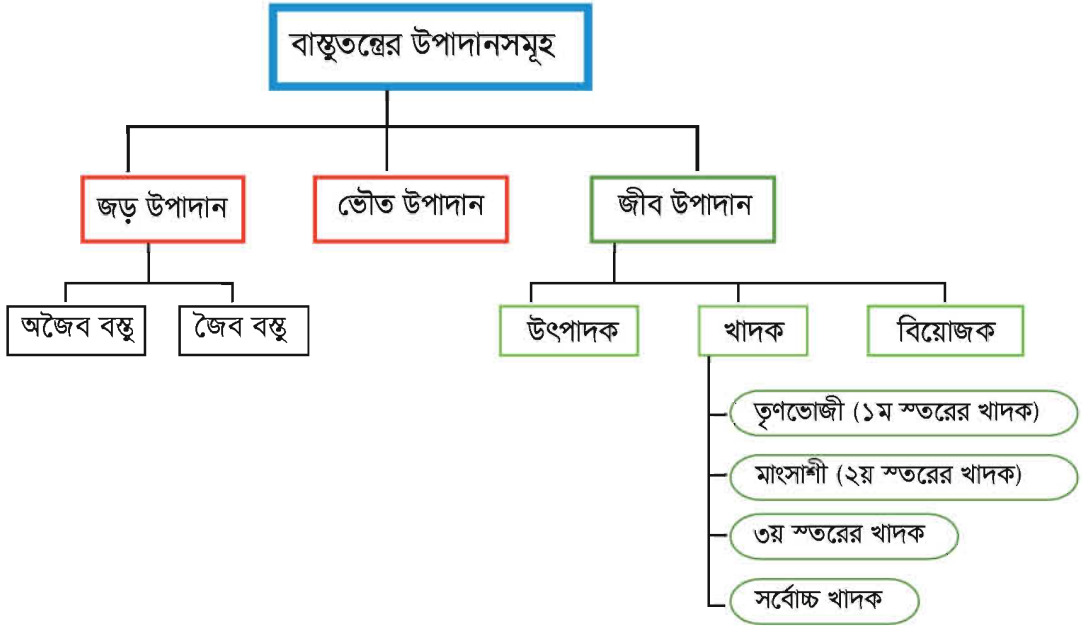 বাস্তুতন্ত্রের উপাদানসমূহ
জড় উপাদান
ভৌত উপাদান
জীব উপাদান
অজৈব বস্তু
জৈব বস্তু
উৎপাদক
খাদক
বিয়োজক
তৃণভোজী (১ম স্তরের খাদক)
মাংসাশী (২য় স্তরের খাদক)
৩য় স্তরের খাদক
সর্বোচ্চ খাদক